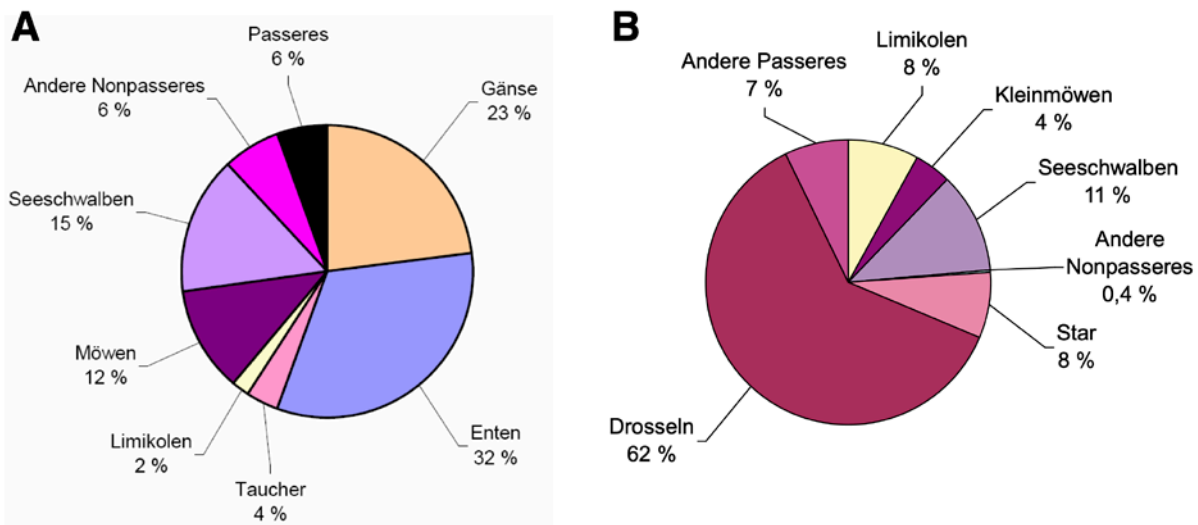 A
Passeres
6 %
Andere Nonpasseres
6 %
Gänse
23 %
Seeschwalben
15 %
Möwen
12 %
Limikolen
2 %
Taucher
4 %
Enten
32 %
B
Limikolen
8 %
Andere Passeres
7 %
Kleinmöwen
4 %
Seeschwalben
11 %
Andere
Nonpasseres
0,4 %
Star
8 %
Drosseln
62 %